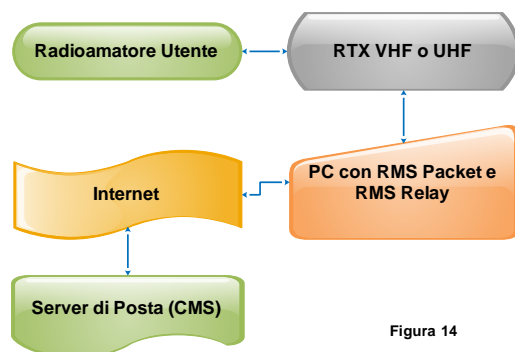 Radioamatore Utente
RTX VHF o UHF
Internet
PC con RMS Packet e
RMS Relay
Server di Posta (CMS)
Figura 14